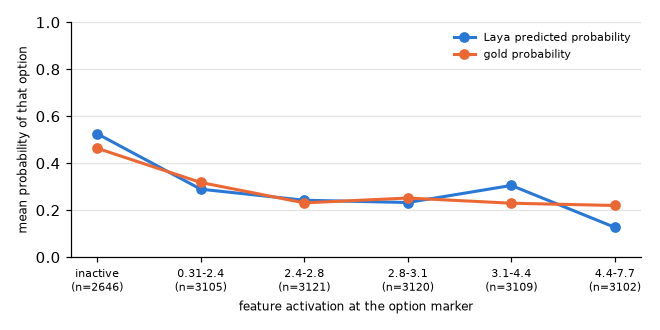 1.0
0.8
0.6
0.4
0.2
0.0
mean probability of that option
Laya predicted probability
gold probability
inactive
(n=2646)
0.31-2.4
(n=3105)
2.4-2.8
(n=3121)
2.8-3.1
(n=3120)
3.1-4.4
(n=3109)
4.4-7.7
(n=3102)
feature activation at the option marker